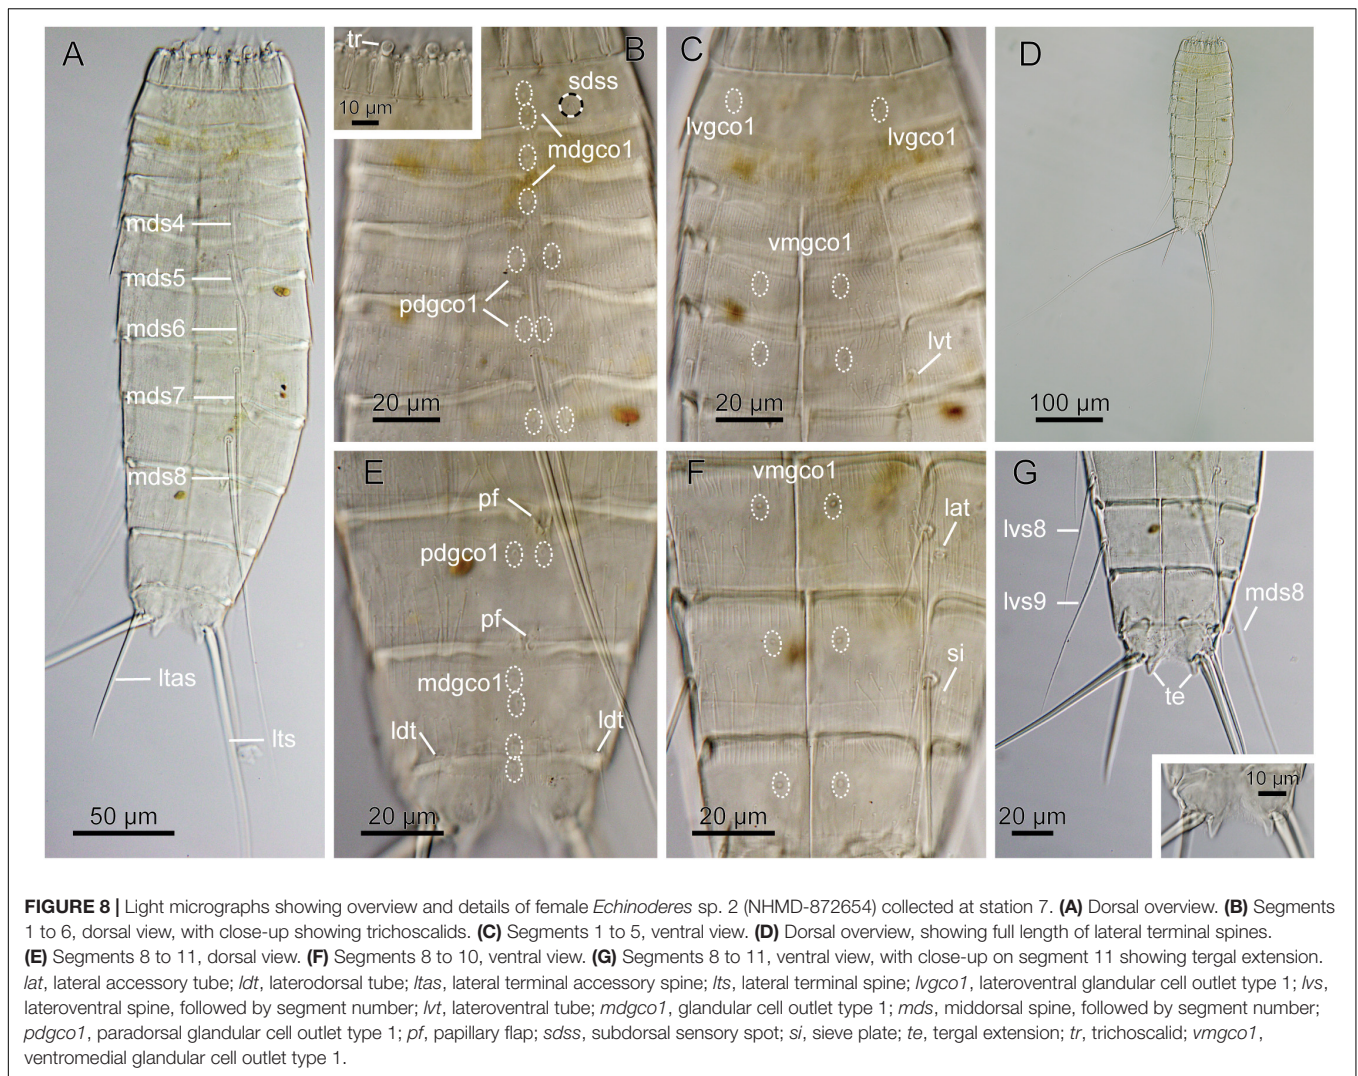 A
mds4
mds5
mds6
mds7
mds8
ltas
lts
50 µm
tr
10 µm
B
sdss
mdgco1
pdgco1
20 µm
C
lvgco1
lvgco1
vmgco1
lvt
20 µm
D
100 µm
E
pf
pdgco1
pf
mdgco1
ldt
ldt
20 µm
F
vmgco1
lat
si
20 µm
G
lvs8
lvs9
mds8
te
20 µm
10 µm
FIGURE 8 | Light micrographs showing overview and details of female Echinoderes sp. 2 (NHMD-872654) collected at station 7. (A) Dorsal overview. (B) Segments
1 to 6, dorsal view, with close-up showing trichoscalids. (C) Segments 1 to 5, ventral view. (D) Dorsal overview, showing full length of lateral terminal spines.
(E) Segments 8 to 11, dorsal view. (F) Segments 8 to 10, ventral view. (G) Segments 8 to 11, ventral view, with close-up on segment 11 showing tergal extension.
lat, lateral accessory tube; ldt, laterodorsal tube; ltas, lateral terminal accessory spine; lts, lateral terminal spine; lvgco1, lateroventral glandular cell outlet type 1; lvs,
lateroventral spine, followed by segment number; lvt, lateroventral tube; mdgco1, glandular cell outlet type 1; mds, middorsal spine, followed by segment number;
pdgco1, paradorsal glandular cell outlet type 1; pf, papillary flap; sdss, subdorsal sensory spot; si, sieve plate; te, tergal extension; tr, trichoscalid; vmgco1,
ventromedial glandular cell outlet type 1.